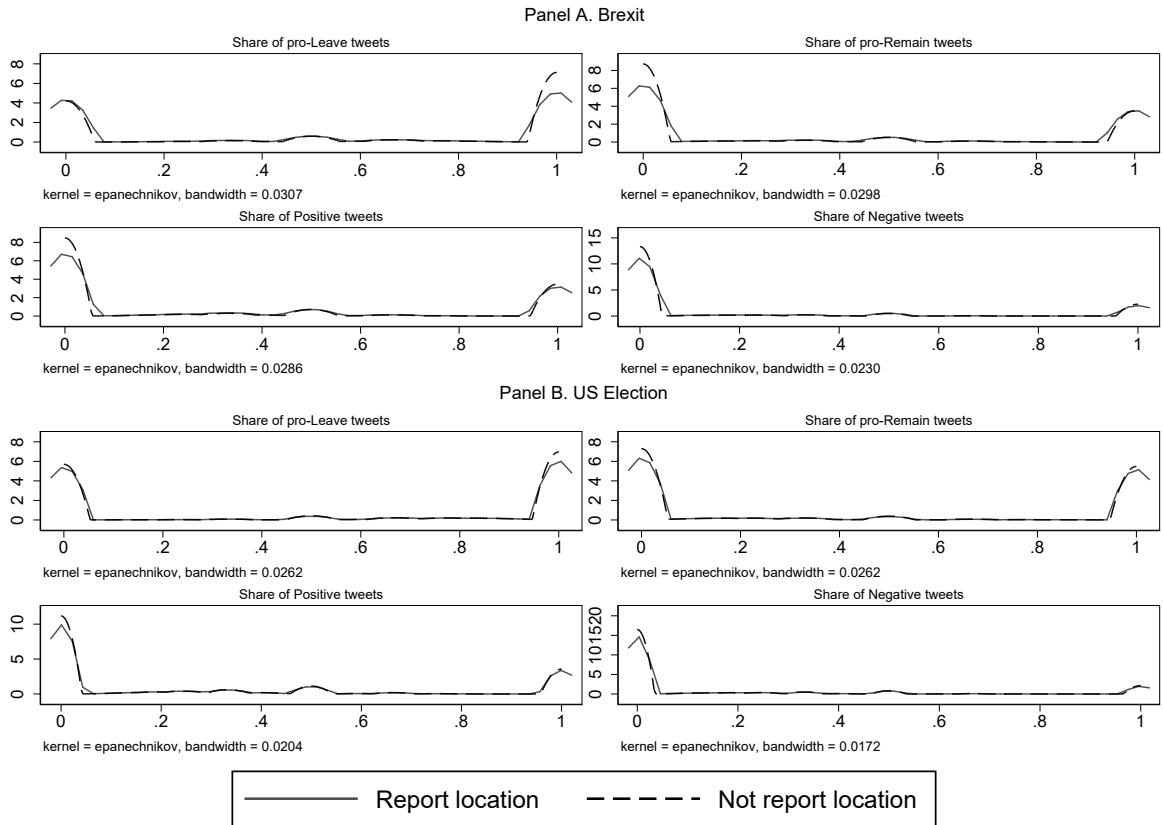 Panel A. Brexit
Share of pro-Leave tweets
8
6
4
2
0
0 .2 .4 .6 .8 1
kernel = epanechnikov, bandwidth = 0.0307
Share of pro-Remain tweets
8
6
4
2
0
0 .2 .4 .6 .8 1
kernel = epanechnikov, bandwidth = 0.0298
Share of Positive tweets
8
6
4
2
0
0 .2 .4 .6 .8 1
kernel = epanechnikov, bandwidth = 0.0286
Share of Negative tweets
15
10
5
0
0 .2 .4 .6 .8 1
kernel = epanechnikov, bandwidth = 0.0230
Panel B. US Election
Share of pro-Leave tweets
8
6
4
2
0
0 .2 .4 .6 .8 1
kernel = epanechnikov, bandwidth = 0.0262
Share of pro-Remain tweets
8
6
4
2
0
0 .2 .4 .6 .8 1
kernel = epanechnikov, bandwidth = 0.0262
Share of Positive tweets
10
5
0
0 .2 .4 .6 .8 1
kernel = epanechnikov, bandwidth = 0.0204
Share of Negative tweets
20
15
10
5
0
0 .2 .4 .6 .8 1
kernel = epanechnikov, bandwidth = 0.0172
Report location
Not report location